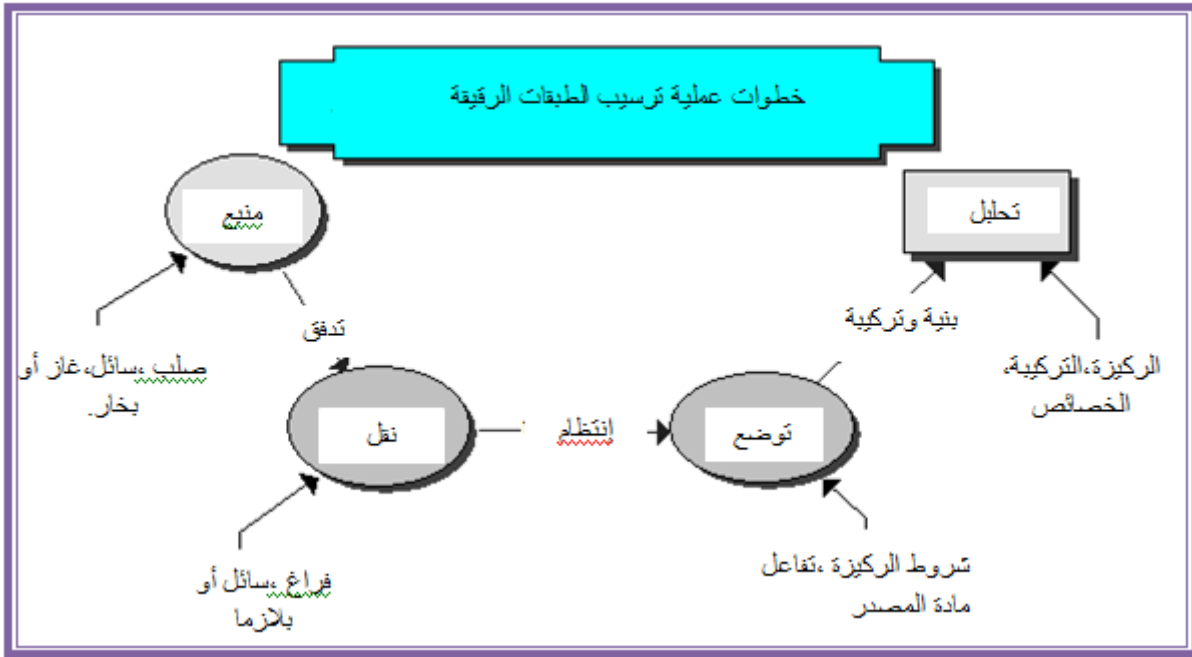 خطوات عملية ترسيب الطبقات الرقيقة
منبع
تحليل
تدفق
بنية وتركيبة
صلب ،سائل،غاز أو
بخار.
الركيزة،التركيبة،
الخصائص
نقل
إنتظام
توضع
فراغ ،سائل أو
بلازما
شروط الركيزة ،تفاعل
مادة المصدر